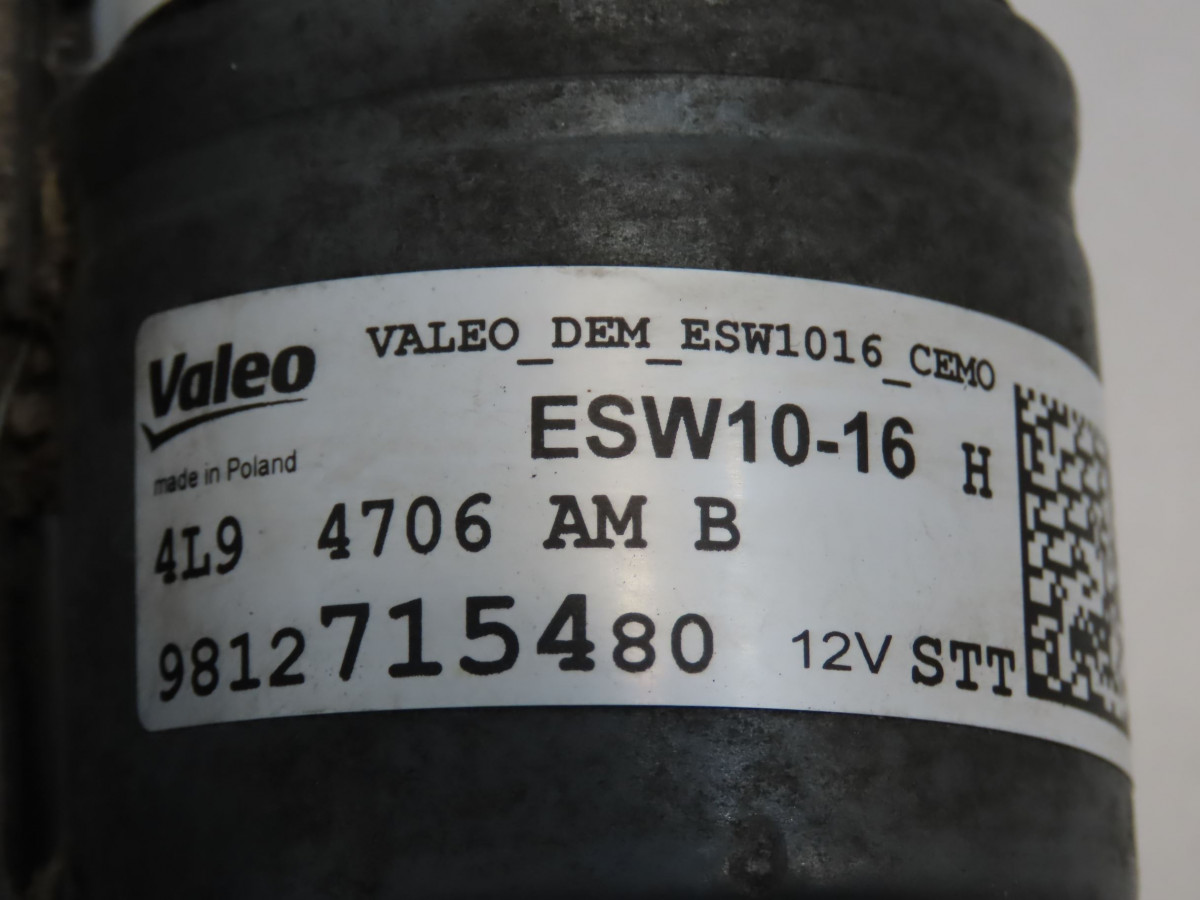 Valeo
VALEO_DEM_ESW1016_CEMO
ESW10-16 H
made in Poland
4L9 4706 AM B
9812715480 12V STT